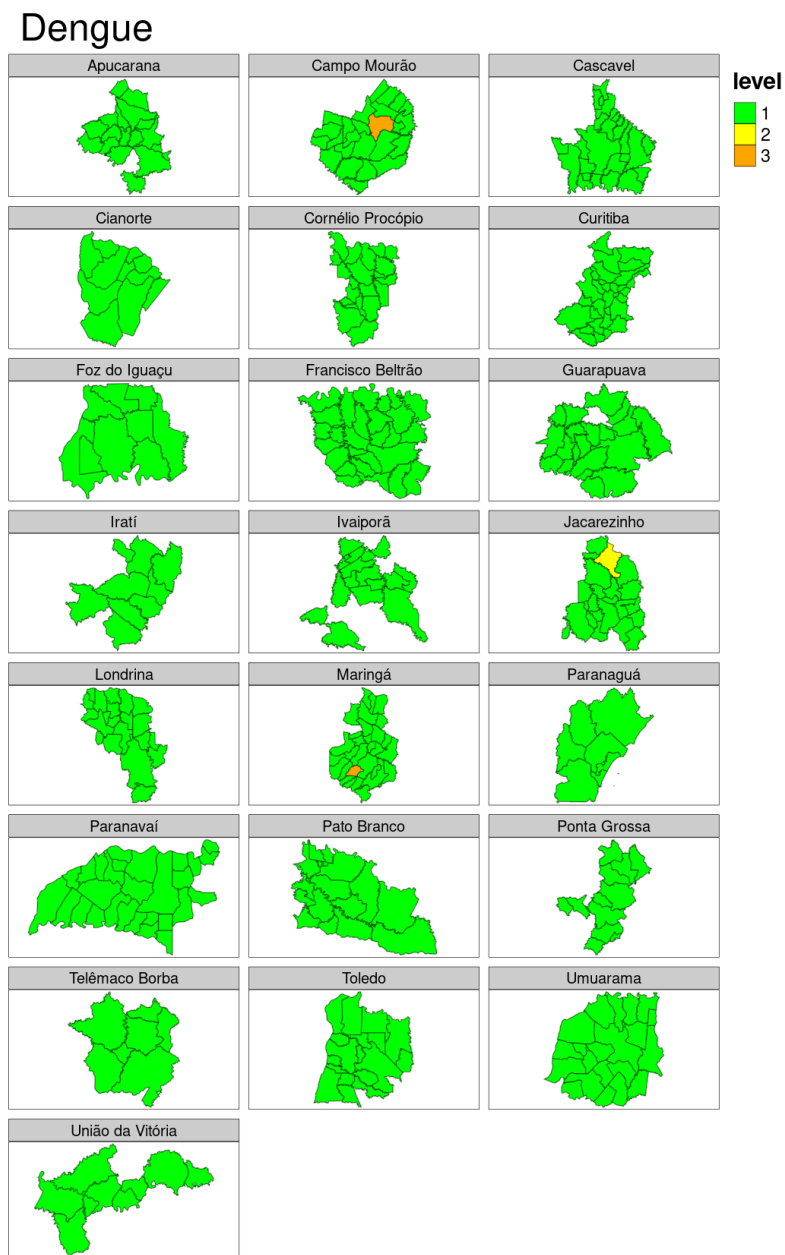 Dengue
Apucarana
Campo Mourão
Cascavel
level
1
2
3
Cianorte
Cornélio Procópio
Curitiba
Foz do Iguaçu
Francisco Beltrão
Guarapuava
Iratí
Ivaiporã
Jacarezinho
Londrina
Maringá
Paranaguá
Paranavaí
Pato Branco
Ponta Grossa
Telêmaco Borba
Toledo
Umuarama
União da Vitória